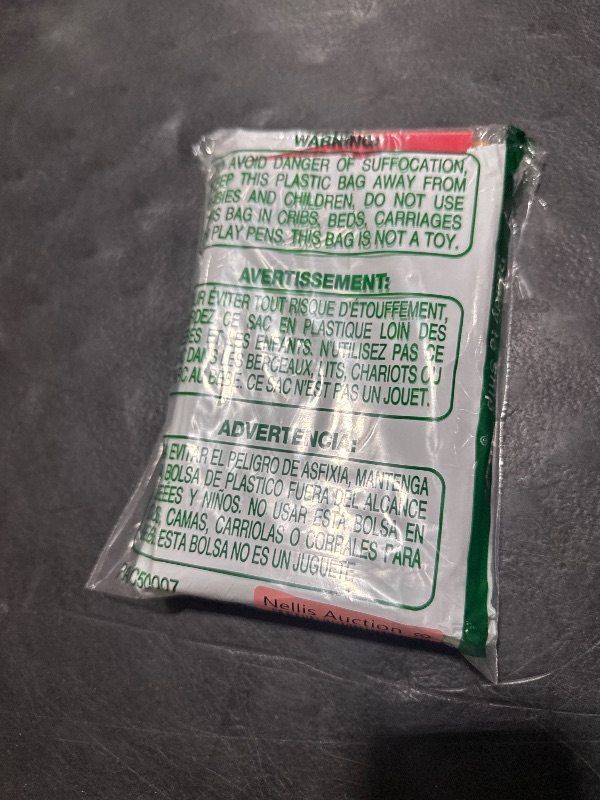 WARNING!
AVOID DANGER OF SUFFOCATION,
THIS PLASTIC BAG AWAY FROM
AND CHILDREN, DO NOT USE
BAG IN CRIBS, BEDS, CARRIAGES
PLAY PENS. THIS BAG IS NOT A TOY.
AVERTISSEMENT:
ÉVITER TOUT RISQUE D'ÉTOUFFEMENT,
CE SAC EN PLASTIQUE LOIN DES
ENFANTS. N'UTILISEZ PAS CE
DANS LES BERCEAUX, LITS, CHARIOTS OU
CE SAC N'EST PAS UN JOUET.
ADVERTENCIA:
EVITAR EL PELIGRO DE ASFIXIA, MANTENGA
BOLSA DE PLASTICO FUERA DEL ALCANCE
Y NIÑOS. NO USAR ESTA BOLSA EN
CAMAS, CARRIOLAS O CORRALES PARA
ESTA BOLSA NO ES UN JUGUETE
Nellis Auction